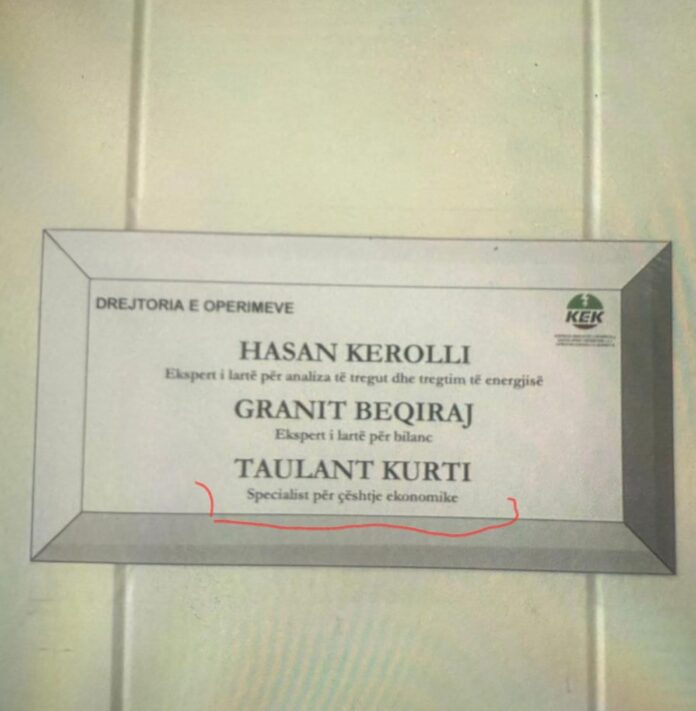 DREJTORIA E OPERIMEVE
KEK
HASAN KEROLLI
Ekspert i lartë për analiza të tregut dhe tregtim të energjisë
GRANIT BEQIRAJ
Ekspert i lartë për bilanc
TAULANT KURTI
Specialist për çështje ekonomike